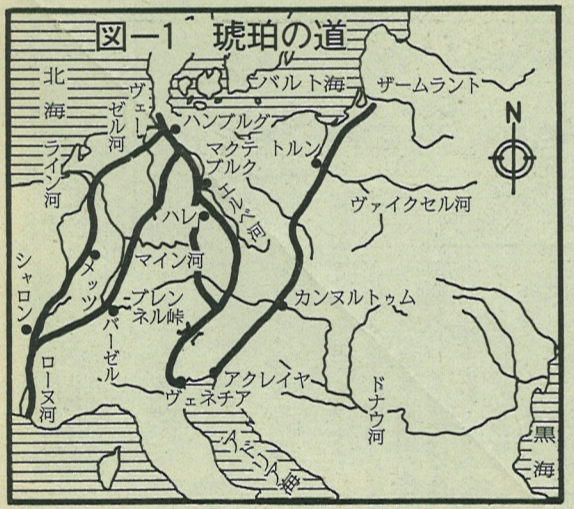 図―1 琥珀の道
北海
バルト海
ザームラント
ヴェーゼル河
ハンブルグ
N
ライン河
マクデブルク
トルン
エルベ河
ヴァイクセル河
ハレ
シャロン
メッツ
マイン河
ブレンネル峠
カンヌルトゥム
バーゼル
ローヌ河
アクレイヤ
ヴェネチア
ドナウ河
アドリア海
黒海